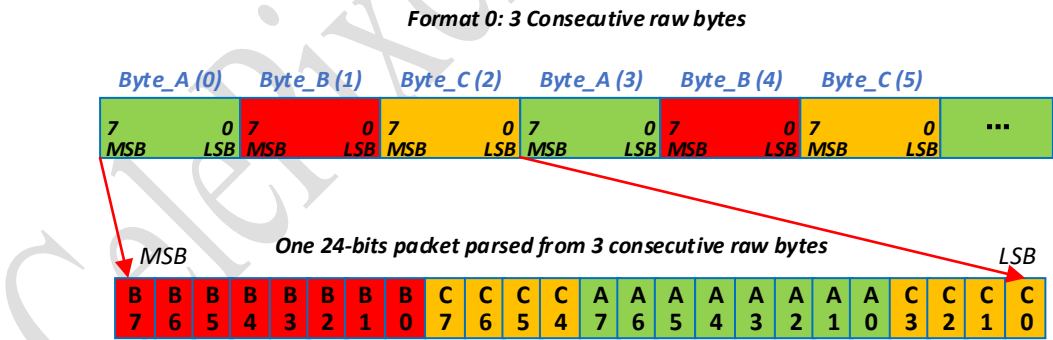 Format 0: 3 Consecutive raw bytes
Byte_A (0) Byte_B (1) Byte_C (2) Byte_A (3) Byte_B (4) Byte_C (5)
7 0 7 0 7 0 7 0 7 0 7 0 ...
MSB LSB MSB LSB MSB LSB MSB LSB MSB LSB MSB LSB
One 24-bits packet parsed from 3 consecutive raw bytes
MSB LSB
B B B B B B B B C C C C A A A A A A A A C C C C
7 6 5 4 3 2 1 0 7 6 5 4 7 6 5 4 3 2 1 0 3 2 1 0